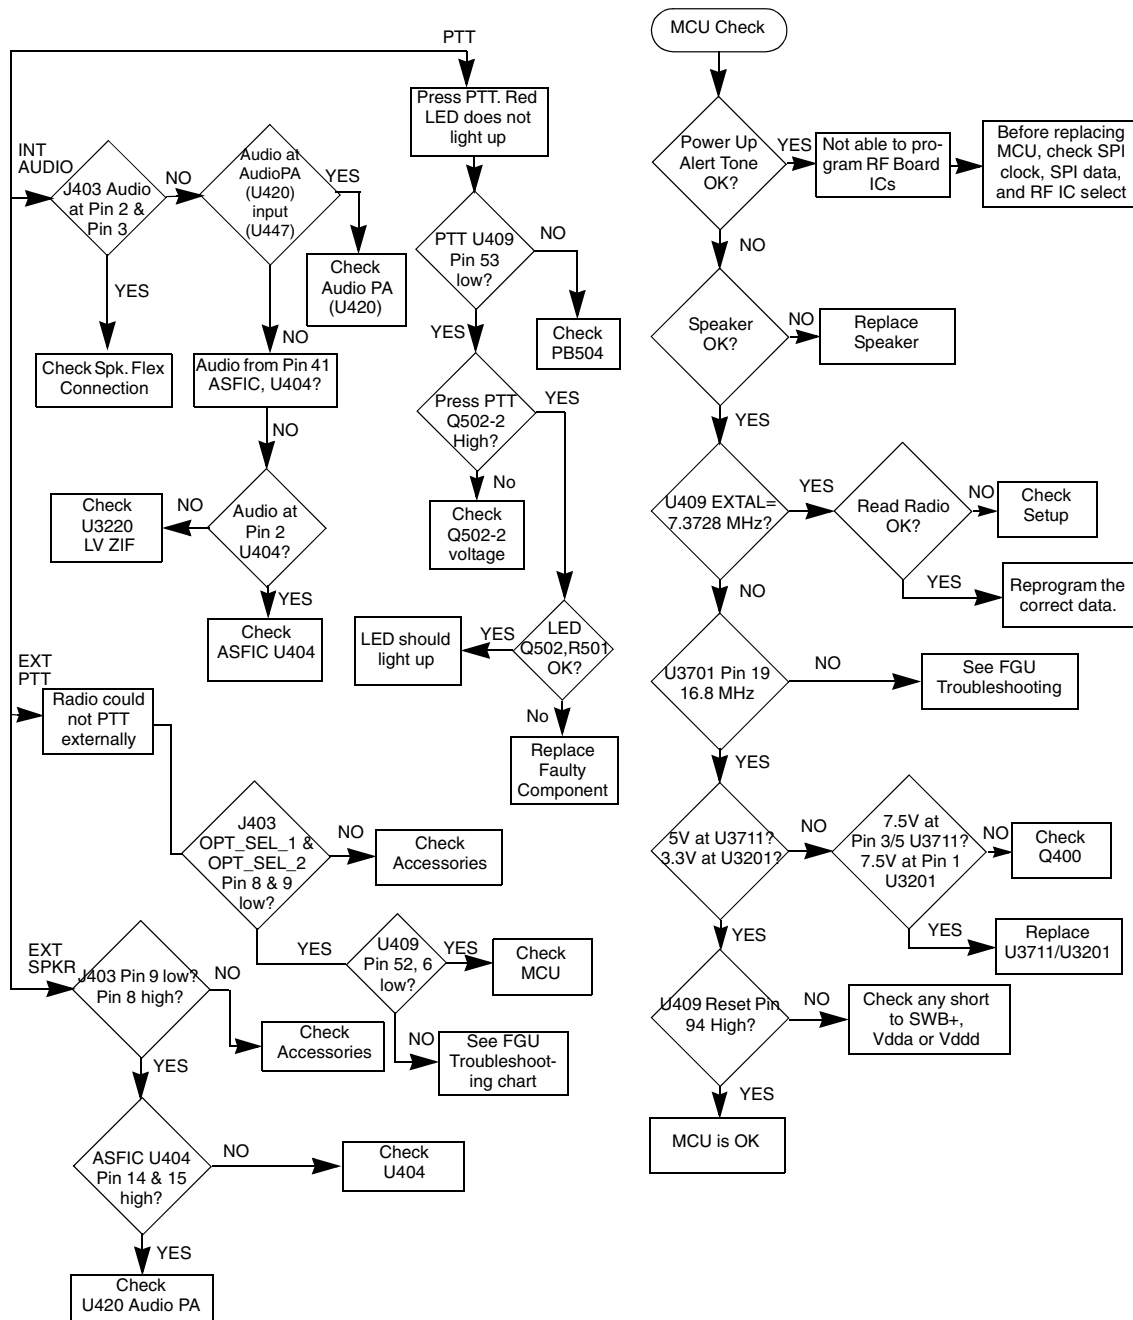 PTT
Press PTT. Red
LED does not
light up
INT
AUDIO
J403 Audio
at Pin 2 &
Pin 3
NO
Audio at
AudioPA
(U420)
input
(U447)
YES
Check
Audio PA
(U420)
YES
Check Spk. Flex
Connection
NO
Audio from Pin 41
ASFIC, U404?
NO
Audio at
Pin 2
U404?
NO
Check
U3220
LV ZIF
YES
Check
ASFIC U404
PTT U409
Pin 53
low?
NO
Check
PB504
YES
Press PTT
Q502-2
High?
YES
No
Check
Q502-2
voltage
LED
Q502,R501
OK?
YES
LED should
light up
No
Replace
Faulty
Component
EXT
PTT
Radio could
not PTT
externally
J403
OPT_SEL_1 &
OPT_SEL_2
Pin 8 & 9
low?
NO
Check
Accessories
YES
U409
Pin 52, 6
low?
YES
Check
MCU
NO
See FGU
Troubleshoot-
ing chart
EXT
SPKR
J403 Pin 9 low?
Pin 8 high?
NO
Check
Accessories
YES
ASFIC U404
Pin 14 & 15
high?
NO
Check
U404
YES
Check
U420 Audio PA
MCU Check
Power Up
Alert Tone
OK?
YES
Not able to pro-
gram RF Board
ICs
Before replacing
MCU, check SPI
clock, SPI data,
and RF IC select
NO
Speaker
OK?
NO
Replace
Speaker
YES
U409 EXTAL=
7.3728 MHz?
YES
Read Radio
OK?
NO
Check
Setup
YES
Reprogram the
correct data.
NO
U3701 Pin 19
16.8 MHz
NO
See FGU
Troubleshooting
YES
5V at U3711?
3.3V at U3201?
NO
7.5V at
Pin 3/5 U3711?
7.5V at Pin 1
U3201
NO
Check
Q400
YES
Replace
U3711/U3201
YES
U409 Reset Pin
94 High?
NO
Check any short
to SWB+,
Vdda or Vddd
YES
MCU is OK